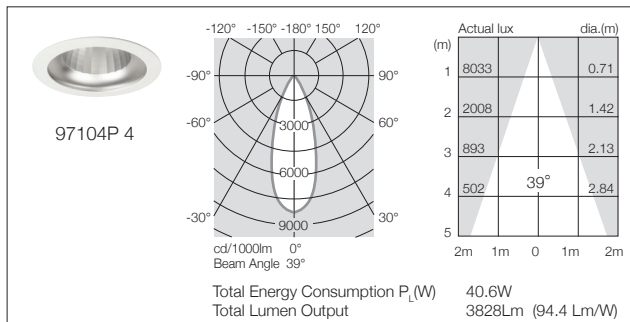 97104P 4
-120° -150° -180° 150° 120°
-90° 90°
-60° 60°
-30° 30°
3000
6000
9000
cd/1000lm 0°
Beam Angle 39°
Actual lux dia.(m)
(m)
1 8033 0.71
2 2008 1.42
3 893 2.13
4 502 2.84
39°
5
2m 1m 0 1m 2m
Total Energy Consumption PL(W) 40.6W
Total Lumen Output 3828Lm (94.4 Lm/W)